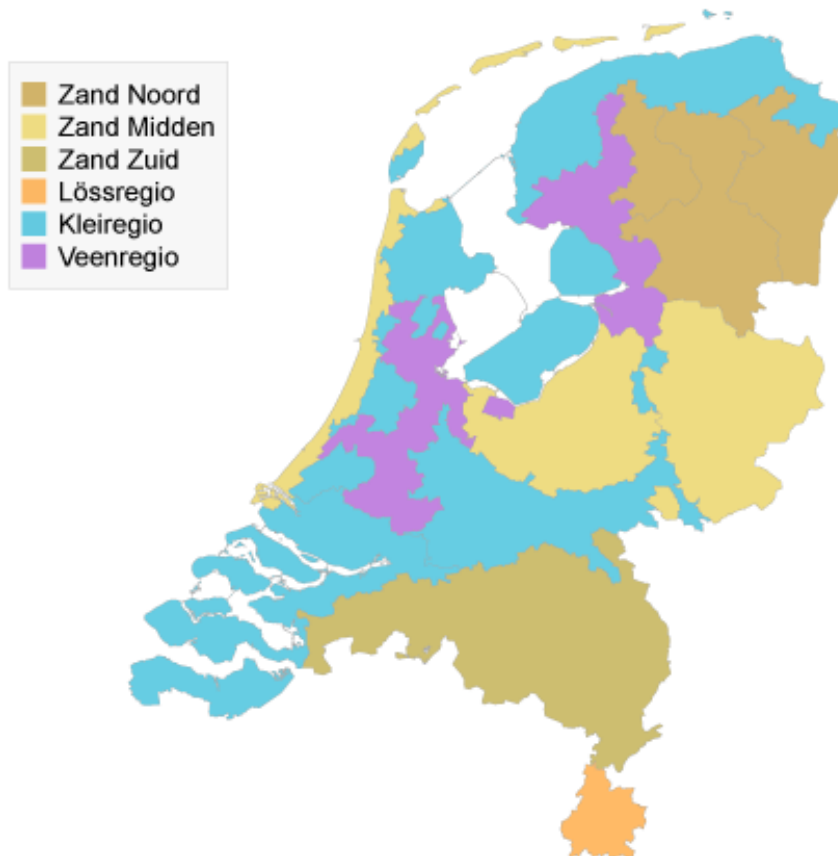 Zand Noord
Zand Midden
Zand Zuid
Lössregio
Kleiregio
Veenregio